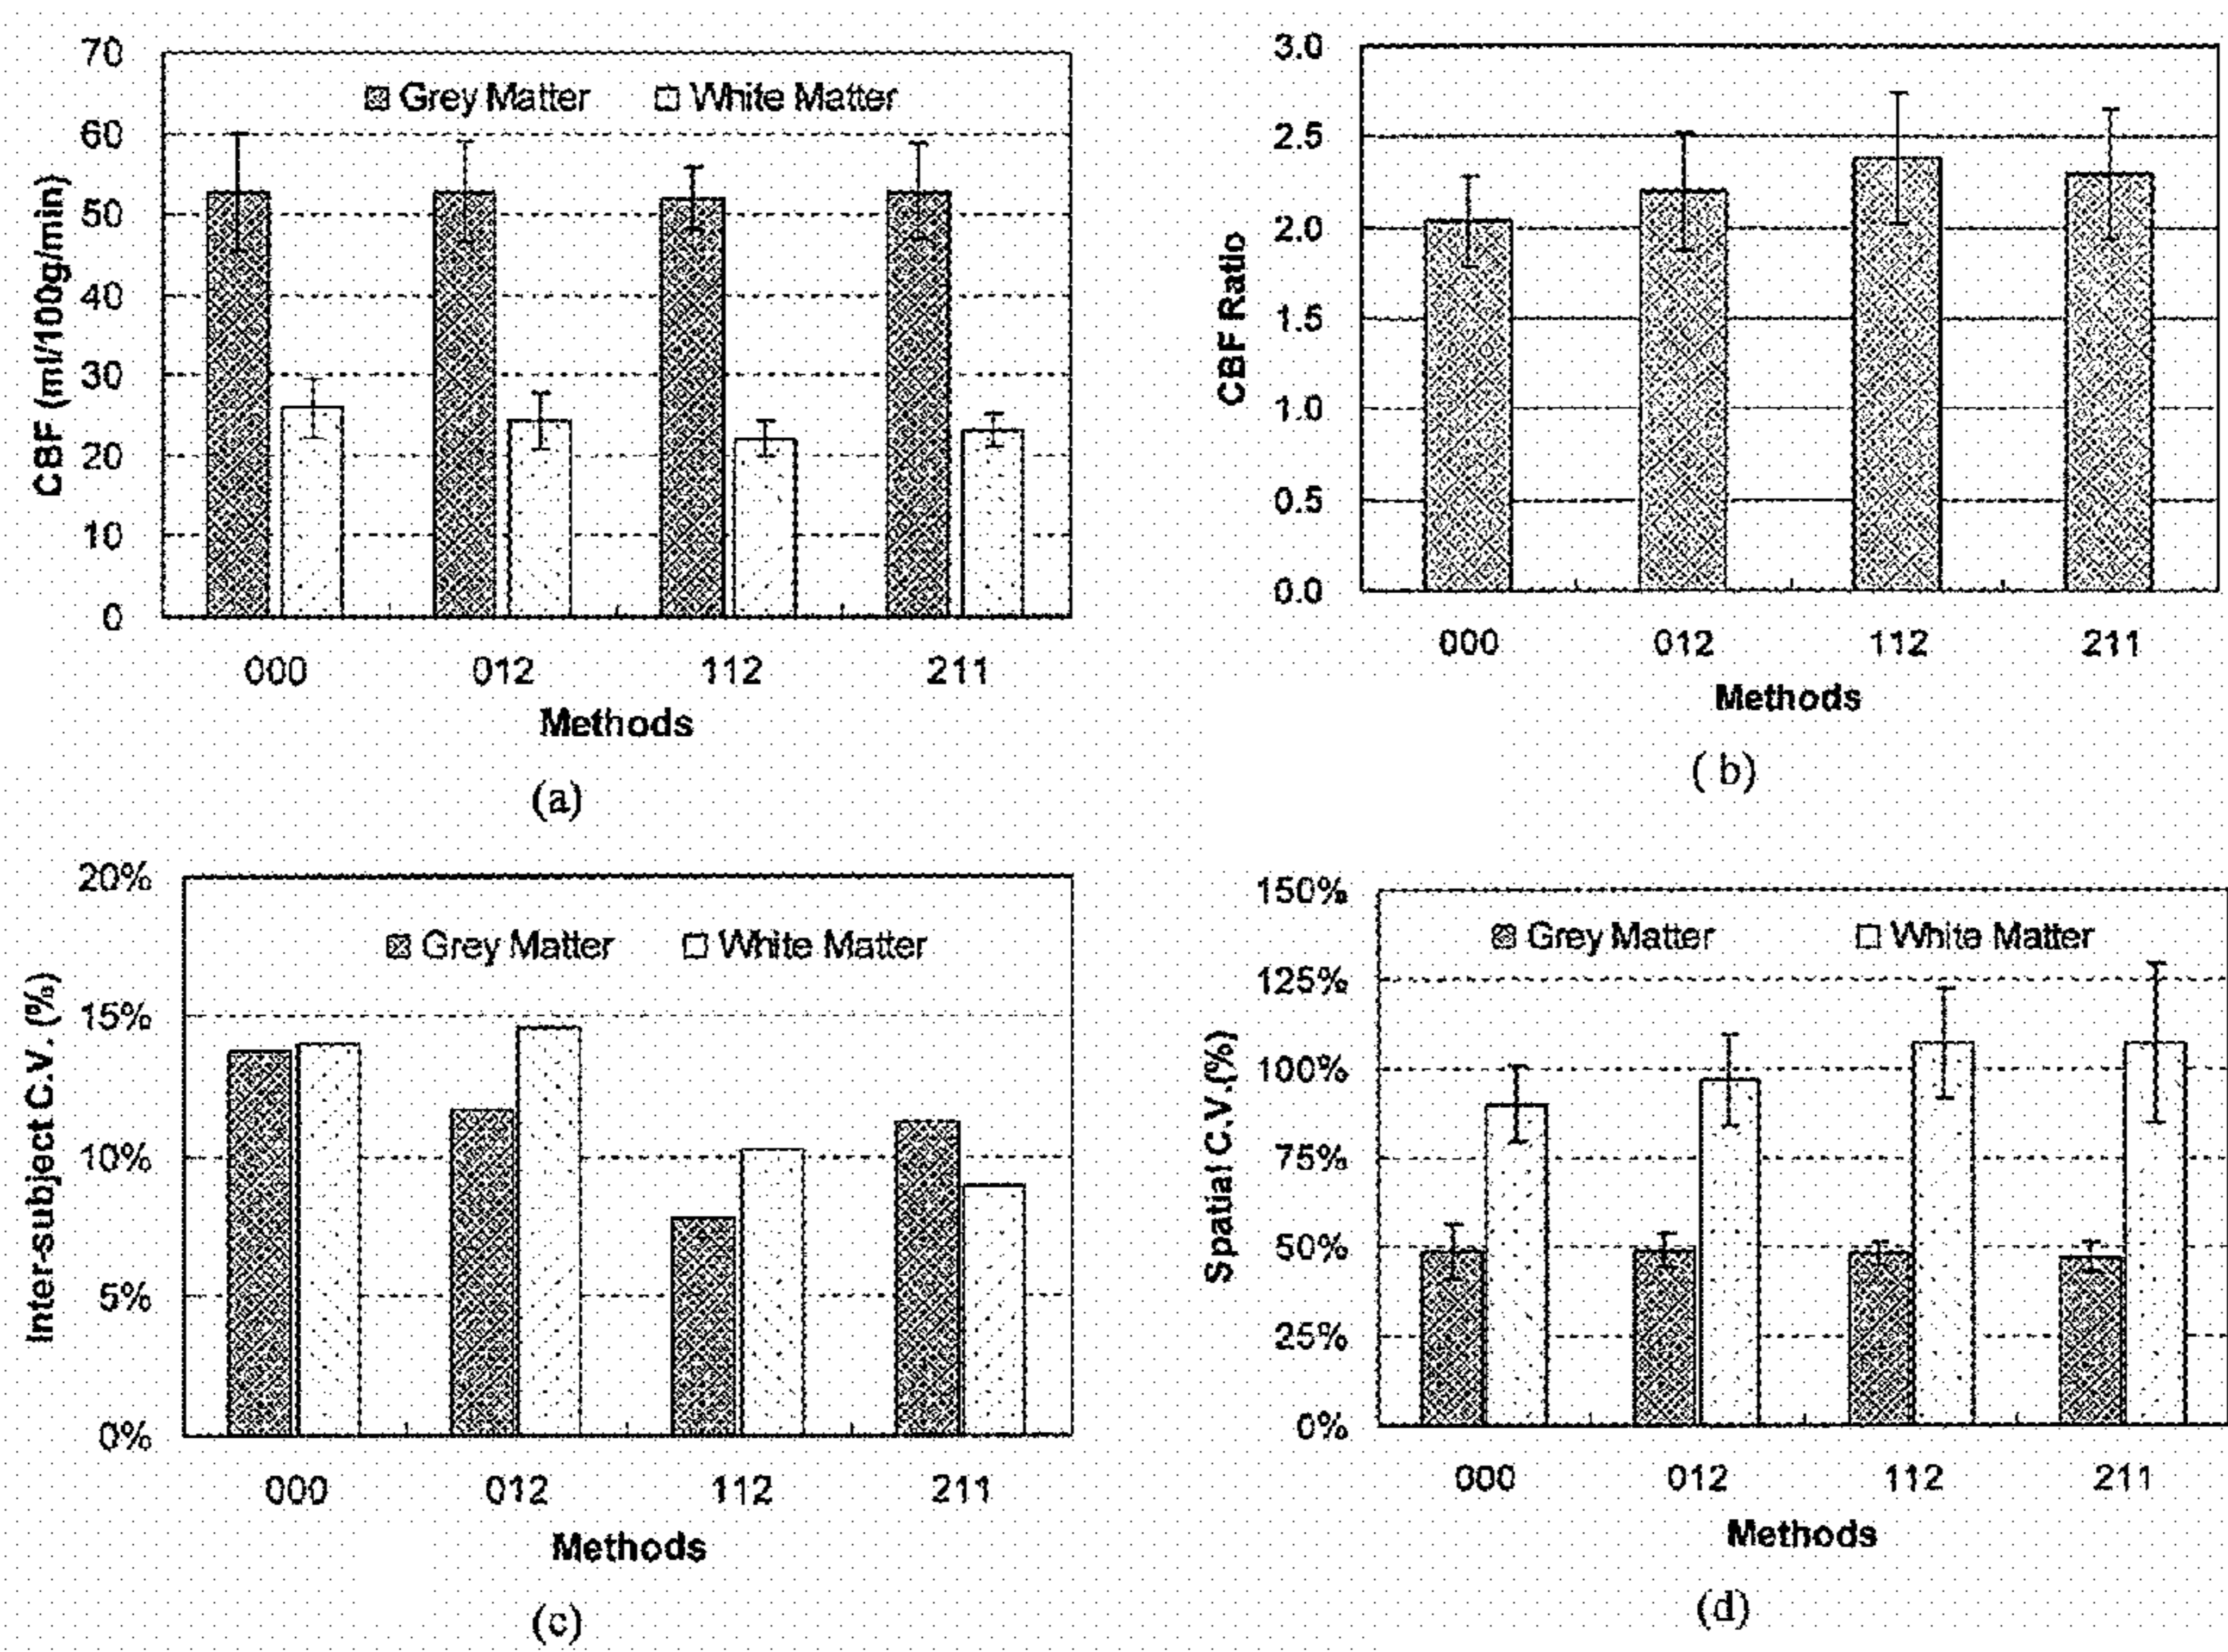 70
60
50
40
30
20
10
0
CBF (ml/100g/min)
Grey Matter White Matter
000 012 112 211
Methods
(a)
3.0
2.5
2.0
1.5
1.0
0.5
0.0
CBF Ratio
000 012 112 211
Methods
( b)
20%
15%
10%
5%
0%
Inter-subject C.V. (%)
Grey Matter White Matter
000 012 112 211
Methods
(c)
150%
125%
100%
75%
50%
25%
0%
Spatial C.V.(%)
Grey Matter White Matter
000 012 112 211
Methods
(d)